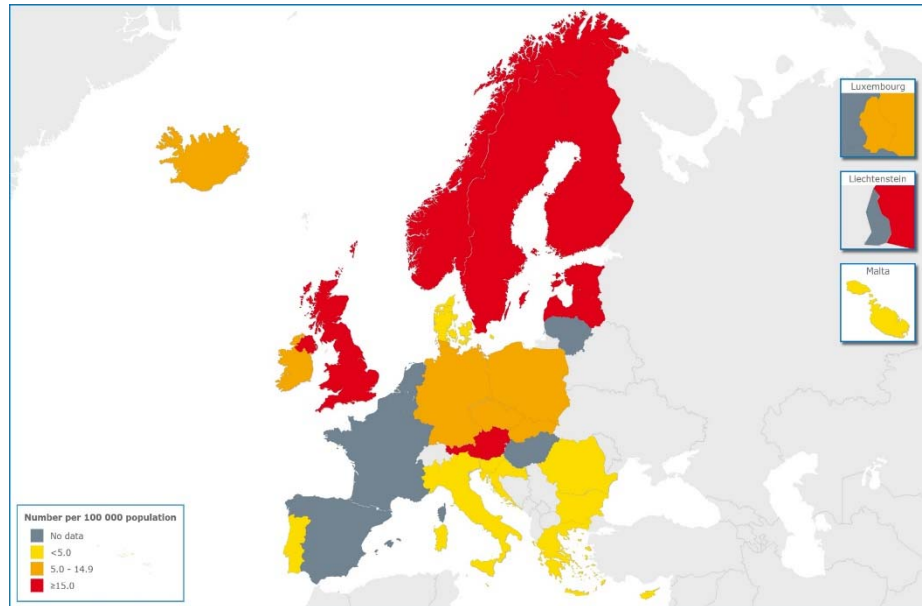 Luxembourg
Liechtenstein
Malta
Number per 100 000 population
No data
<5.0
5.0 - 14.9
≥15.0